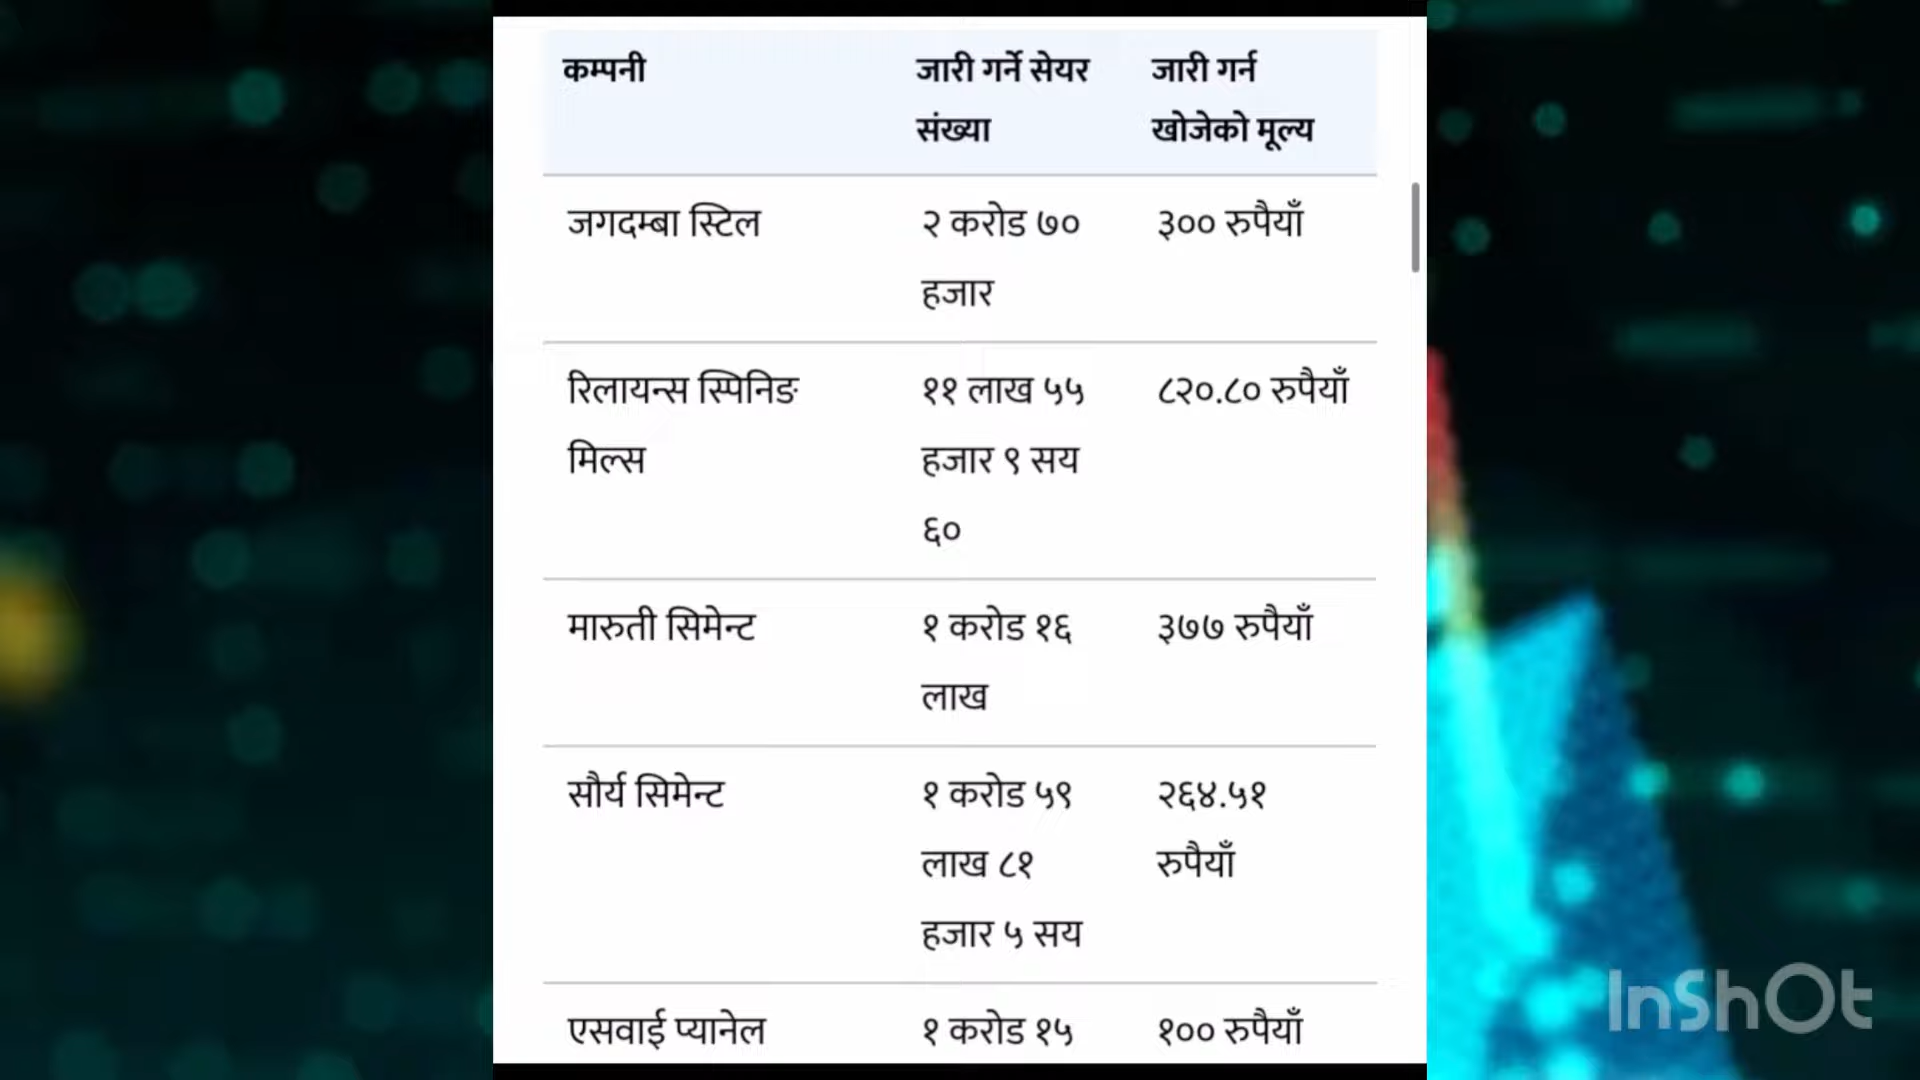 कम्पनी
जारी गर्ने सेयर संख्या
जारी गर्न खोजेको मूल्य
जगदम्बा स्टिल
२ करोड ७० हजार
३०० रुपैयाँ
रिलायन्स स्पिनिङ मिल्स
११ लाख ५५ हजार ९ सय ६०
८२०.८० रुपैयाँ
मारुती सिमेन्ट
१ करोड १६ लाख
३७७ रुपैयाँ
सौर्य सिमेन्ट
१ करोड ५९ लाख ८१ हजार ५ सय
२६४.५१ रुपैयाँ
एसवाई प्यानेल
१ करोड १५
१०० रुपैयाँ
InShOt